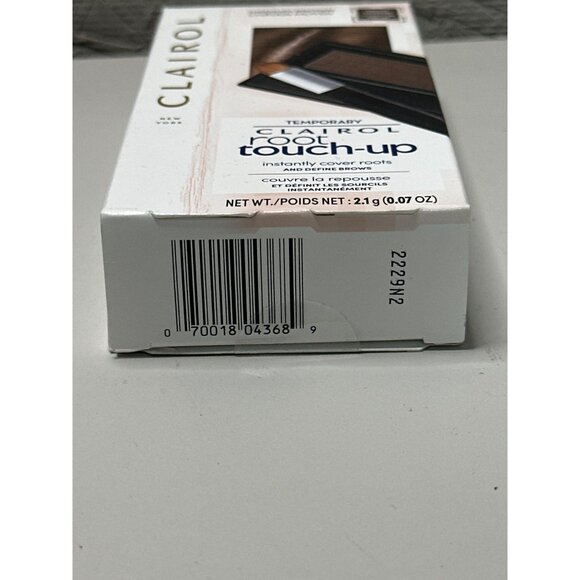 CLAIROL
NEW
YORK
TEMPORARY
CLAIROL
root
touch-up
instantly cover roots
AND DEFINE BROWS
couvre la repousse
ET DÉFINIT LES SOURCILS
INSTANTANÉMENT
NET WT./POIDS NET : 2.1 g (0.07 OZ)
2229N2
0 70018 04368 9